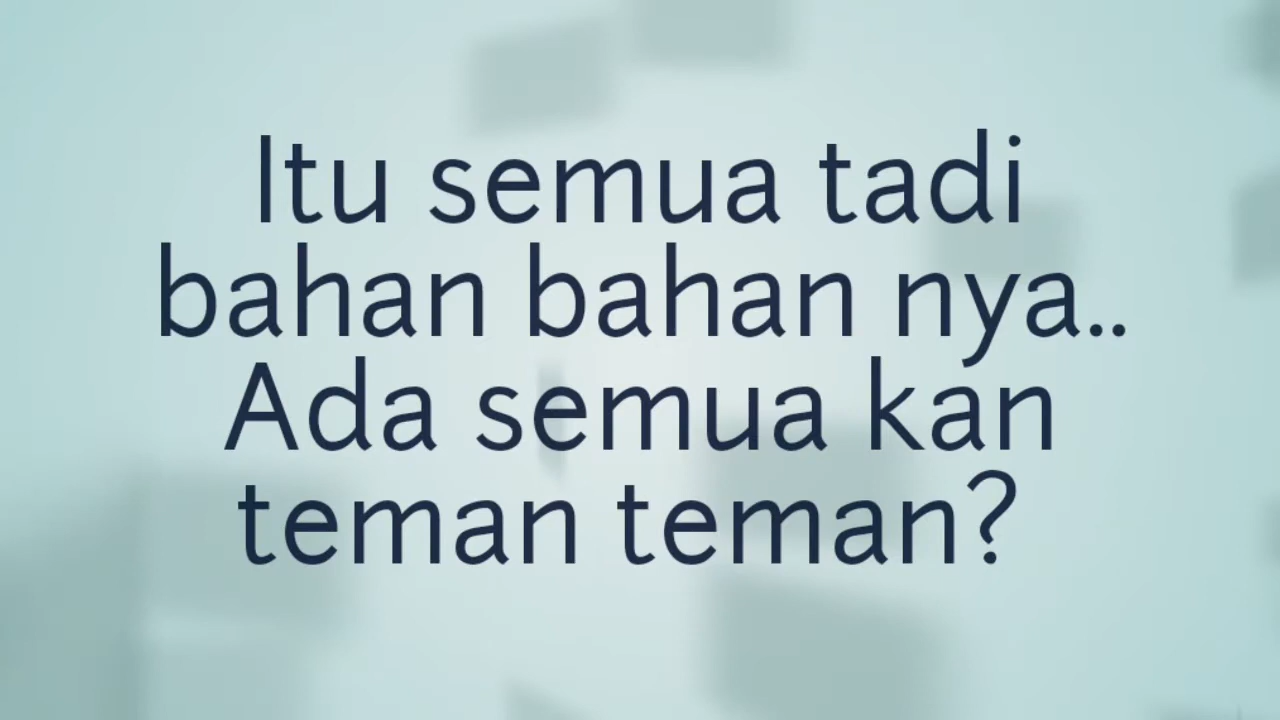 Itu semua tadi
bahan bahan nya..
Ada semua kan
teman teman?